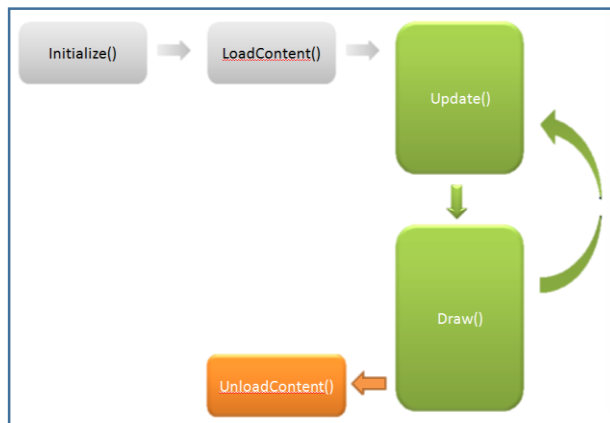 Initialize()
LoadContent()
Update()
Draw()
UnloadContent()